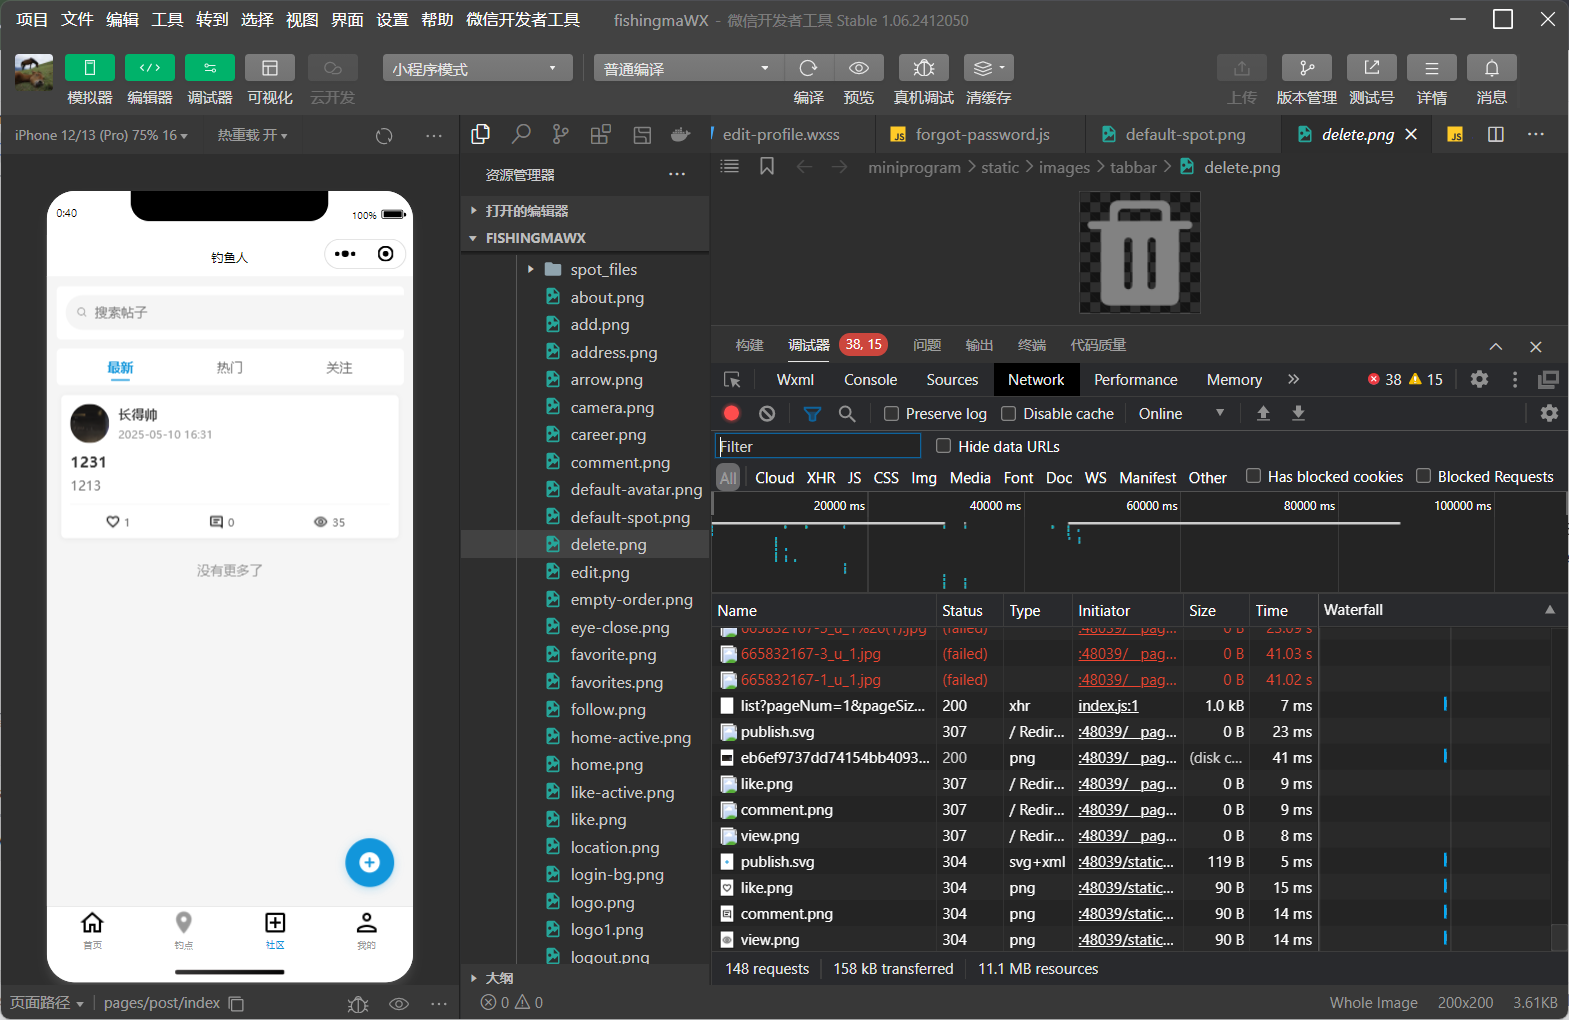 项目 文件 编辑 工具 转到 选择 视图 界面 设置 帮助 微信开发者工具 fishingmaWX - 微信开发者工具 Stable 1.06.2412050
小程序模式 普通编译
模拟器 编辑器 调试器 可视化 云开发 编译 预览 真机调试 清缓存 上传 版本管理 测试号 详情 消息
iPhone 12/13 (Pro) 75% 16 热重载 开
0:40 100%
钓鱼人
搜索帖子
最新 热门 关注
长得帅
2025-05-10 16:31
1231
1213
1 0 35
没有更多了
首页 钓点 社区 我的
页面路径 pages/post/index
资源管理器
打开的编辑器
FISHINGMAWX
spot_files
about.png
add.png
address.png
arrow.png
camera.png
career.png
comment.png
default-avatar.png
default-spot.png
delete.png
edit.png
empty-order.png
eye-close.png
favorite.png
favorites.png
follow.png
home-active.png
home.png
like-active.png
like.png
location.png
login-bg.png
logo.png
logo1.png
logout.png
大纲
0 0
edit-profile.wxss JS forgot-password.js default-spot.png delete.png JS
miniprogram static images tabbar delete.png
构建 调试器 38, 15 问题 输出 终端 代码质量
Wxml Console Sources Network Performance Memory 38 15
Preserve log Disable cache Online
Filter Hide data URLs
All Cloud XHR JS CSS Img Media Font Doc WS Manifest Other Has blocked cookies Blocked Requests
20000 ms 40000 ms 60000 ms 80000 ms 100000 ms
Name Status Type Initiator Size Time Waterfall
665832167-3_u_1%20(1).jpg (failed) :48039/__pag... 0 B 23.09 s
665832167-3_u_1.jpg (failed) :48039/__pag... 0 B 41.03 s
665832167-1_u_1.jpg (failed) :48039/__pag... 0 B 41.02 s
list?pageNum=1&pageSiz... 200 xhr index.js:1 1.0 kB 7 ms
publish.svg 307 / Redir... :48039/__pag... 0 B 23 ms
eb6ef9737dd74154bb4093... 200 png :48039/__pag... (disk c... 41 ms
like.png 307 / Redir... :48039/__pag... 0 B 9 ms
comment.png 307 / Redir... :48039/__pag... 0 B 9 ms
view.png 307 / Redir... :48039/__pag... 0 B 8 ms
publish.svg 304 svg+xml :48039/static... 119 B 5 ms
like.png 304 png :48039/static... 90 B 15 ms
comment.png 304 png :48039/static... 90 B 14 ms
view.png 304 png :48039/static... 90 B 14 ms
148 requests 158 kB transferred 11.1 MB resources
Whole Image 200x200 3.61KB